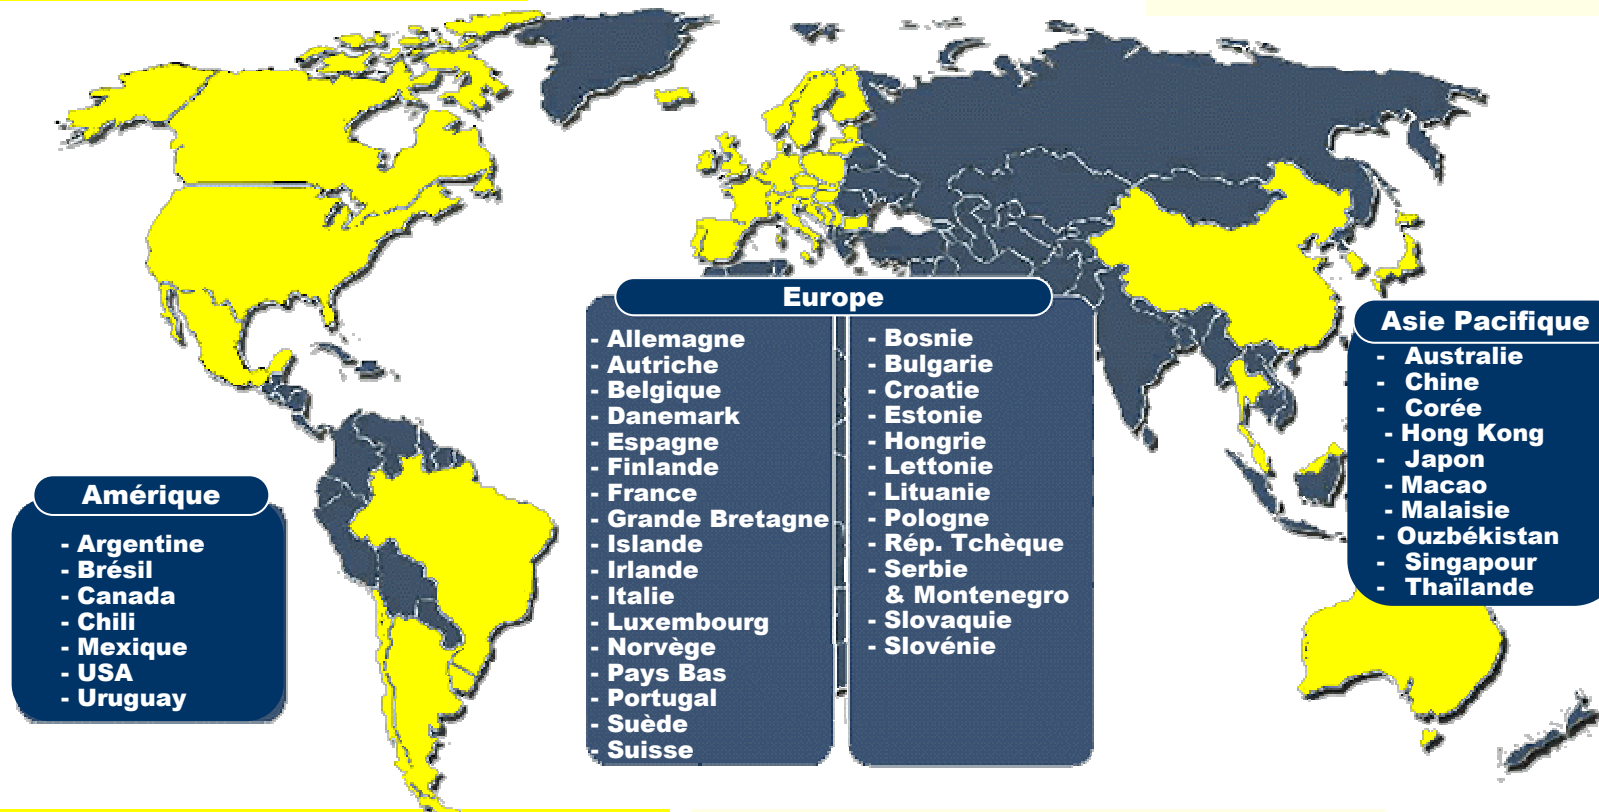 Europe
- Allemagne
- Autriche
- Belgique
- Danemark
- Espagne
- Finlande
- France
- Grande Bretagne
- Islande
- Irlande
- Italie
- Luxembourg
- Norvège
- Pays Bas
- Portugal
- Suède
- Suisse
- Bosnie
- Bulgarie
- Croatie
- Estonie
- Hongrie
- Lettonie
- Lituanie
- Pologne
- Rép. Tchèque
- Serbie
& Montenegro
- Slovaquie
- Slovénie
Asie Pacifique
- Australie
- Chine
- Corée
- Hong Kong
- Japon
- Macao
- Malaisie
- Ouzbékistan
- Singapour
- Thaïlande
Amérique
- Argentine
- Brésil
- Canada
- Chili
- Mexique
- USA
- Uruguay